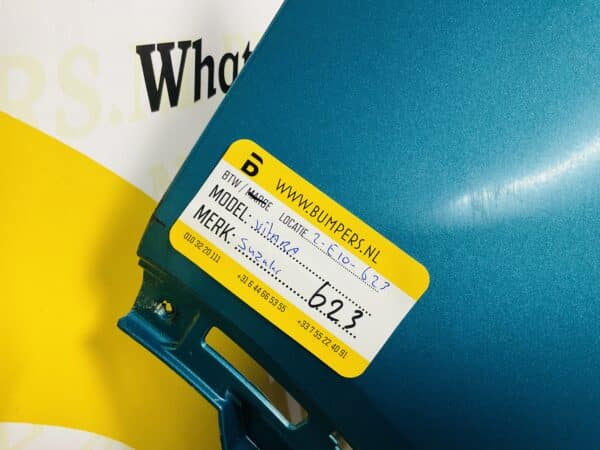 What
B
WWW.BUMPERS.NL
BTW / MARGE LOCATIE 2-E10-623
MODEL: ViTARA
MERK: Suzuki
623
010 32 20 111 +31 6 44 66 53 55 +33 7 55 22 40 91